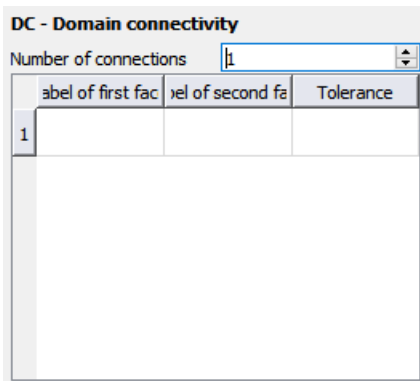 DC - Domain connectivity
Number of connections 1
abel of first fac bel of second fa Tolerance
1